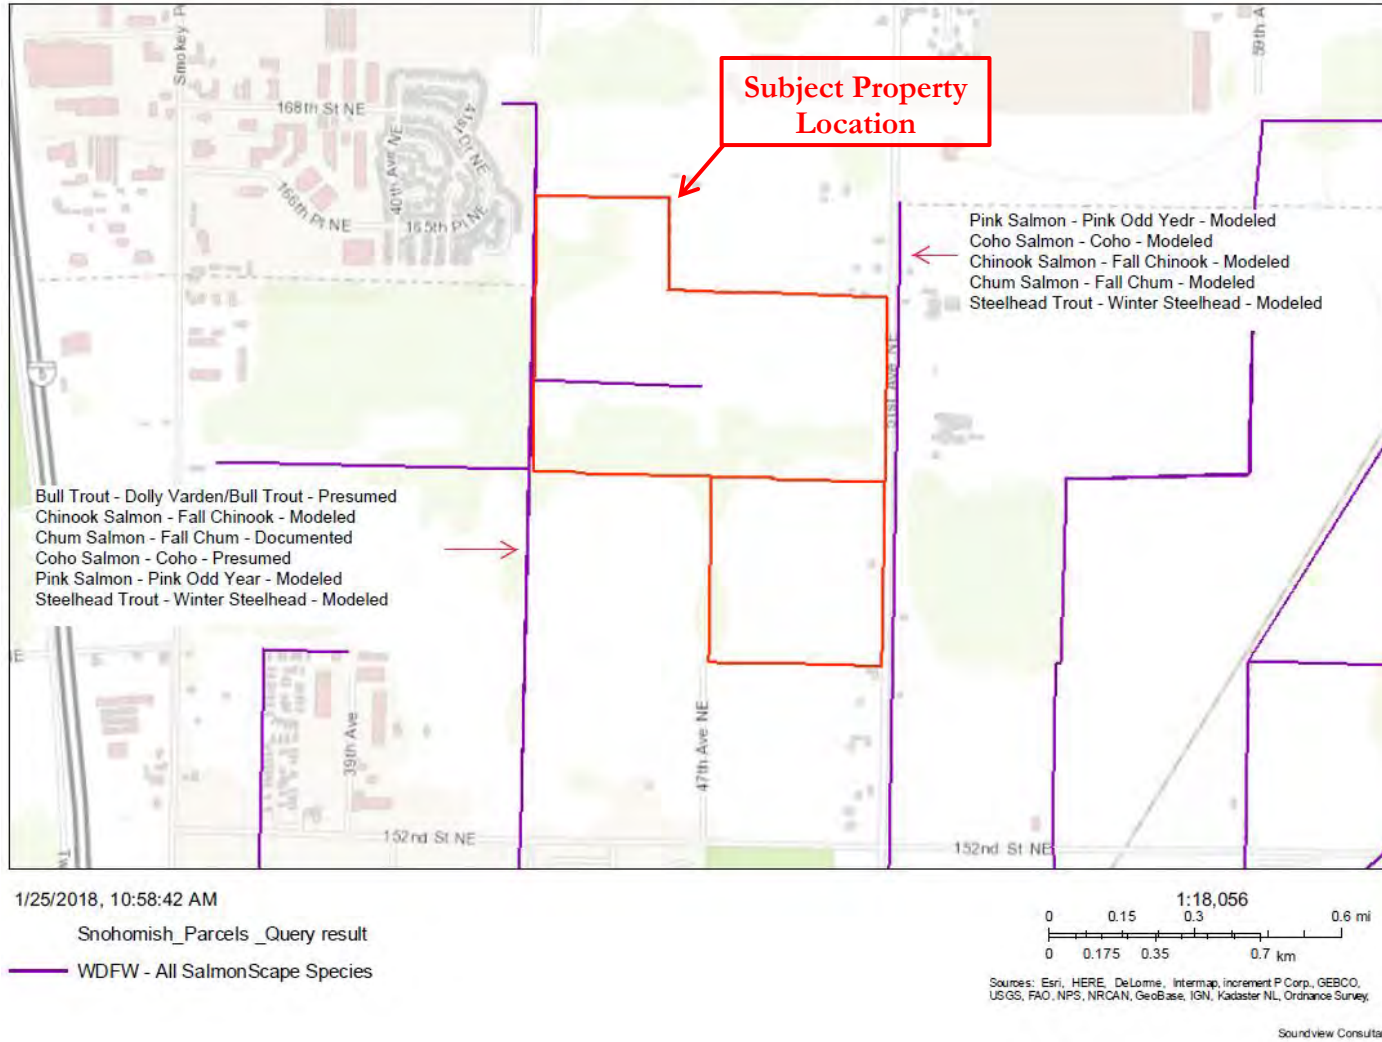 Smokey P
59th A
168th St NE
41st Dr NE
40th Ave NE
166th Pl NE
165th Pl NE
Subject Property
Location
Pink Salmon - Pink Odd Yedr - Modeled
Coho Salmon - Coho - Modeled
Chinook Salmon - Fall Chinook - Modeled
Chum Salmon - Fall Chum - Modeled
Steelhead Trout - Winter Steelhead - Modeled
51st Ave NE
5
Bull Trout - Dolly Varden/Bull Trout - Presumed
Chinook Salmon - Fall Chinook - Modeled
Chum Salmon - Fall Chum - Documented
Coho Salmon - Coho - Presumed
Pink Salmon - Pink Odd Year - Modeled
Steelhead Trout - Winter Steelhead - Modeled
E
39th Ave
47th Ave NE
152nd St NE
152nd St NE
Tw
1/25/2018, 10:58:42 AM
Snohomish_Parcels _Query result
WDFW - All SalmonScape Species
1:18,056
0 0.15 0.3 0.6 mi
0 0.175 0.35 0.7 km
Sources: Esri, HERE, DeLorme, Intermap, increment P Corp., GEBCO,
USGS, FAO, NPS, NRCAN, GeoBase, IGN, Kadaster NL, Ordnance Survey,
Soundview Consulta